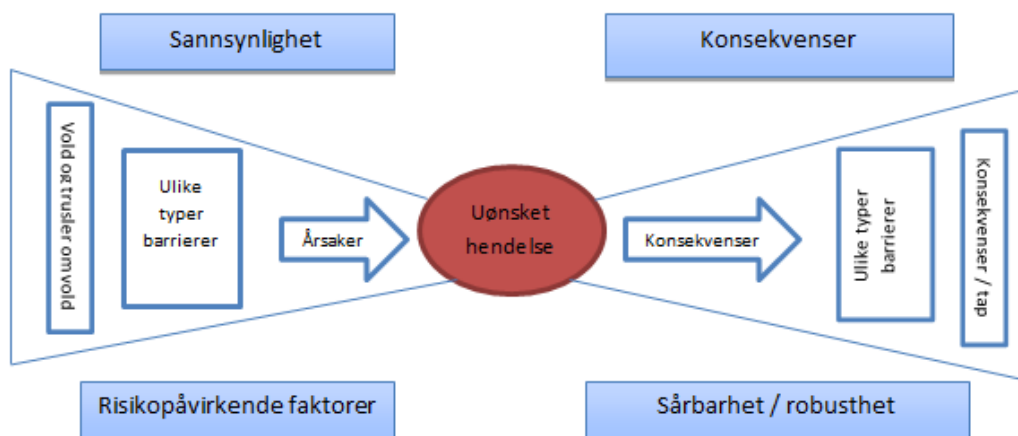 Sannsynlighet
Konsekvenser
Vold og trusler om vold
Ulike
typer
barrierer
Årsaker
Uønsket
hendelse
Konsekvenser
Ulike typer
barrierer
Konsekvenser / tap
Risikopåvirkende faktorer
Sårbarhet / robusthet